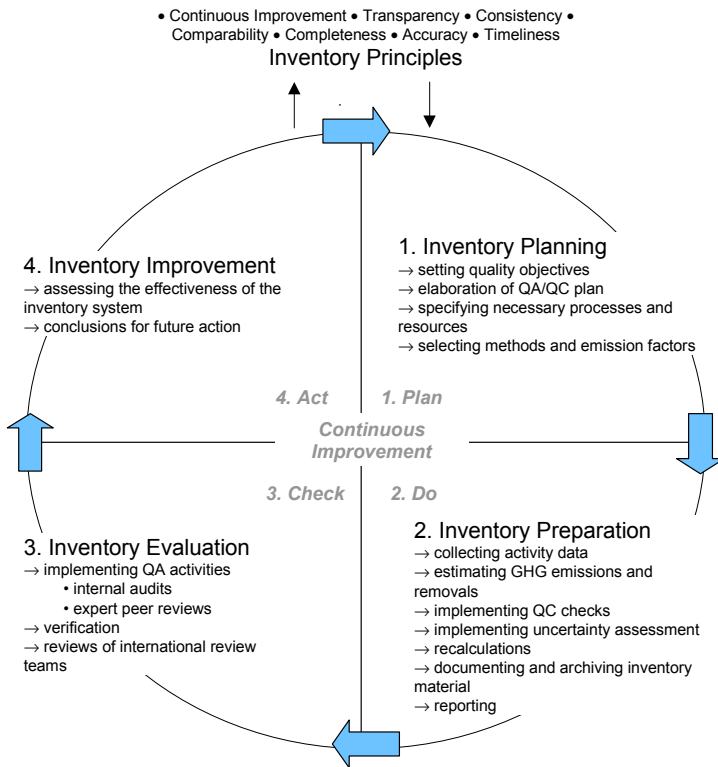 • Continuous Improvement • Transparency • Consistency •
Comparability • Completeness • Accuracy • Timeliness
Inventory Principles
1. Inventory Planning
→ setting quality objectives
→ elaboration of QA/QC plan
→ specifying necessary processes and
resources
→ selecting methods and emission factors
4. Inventory Improvement
→ assessing the effectiveness of the
inventory system
→ conclusions for future action
4. Act
1. Plan
Continuous
Improvement
3. Check
2. Do
3. Inventory Evaluation
→ implementing QA activities
• internal audits
• expert peer reviews
→ verification
→ reviews of international review
teams
2. Inventory Preparation
→ collecting activity data
→ estimating GHG emissions and
removals
→ implementing QC checks
→ implementing uncertainty assessment
→ recalculations
→ documenting and archiving inventory
material
→ reporting